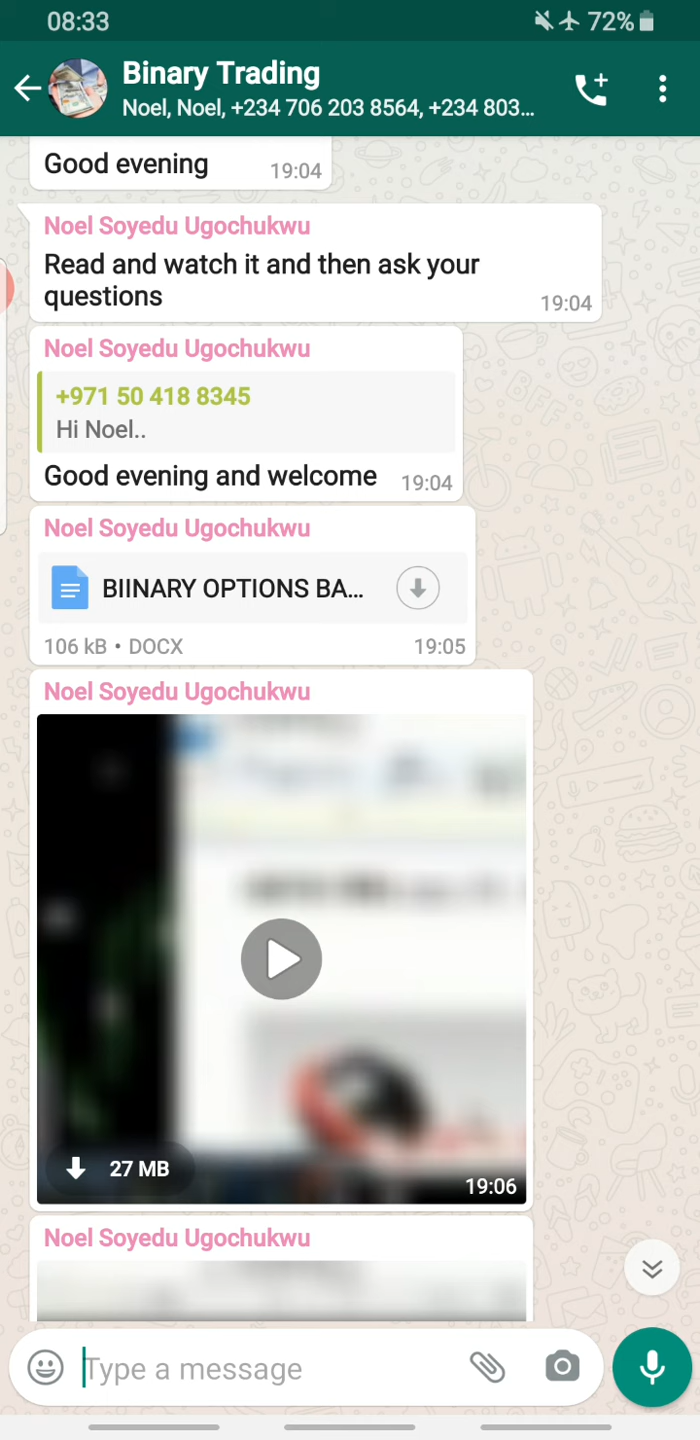 08:33
72%
Binary Trading
Noel, Noel, +234 706 203 8564, +234 803...
Good evening
19:04
Noel Soyedu Ugochukwu
Read and watch it and then ask your
questions
19:04
Noel Soyedu Ugochukwu
+971 50 418 8345
Hi Noel..
Good evening and welcome
19:04
Noel Soyedu Ugochukwu
BIINARY OPTIONS BA...
106 kB • DOCX
19:05
Noel Soyedu Ugochukwu
27 MB
19:06
Noel Soyedu Ugochukwu
Type a message